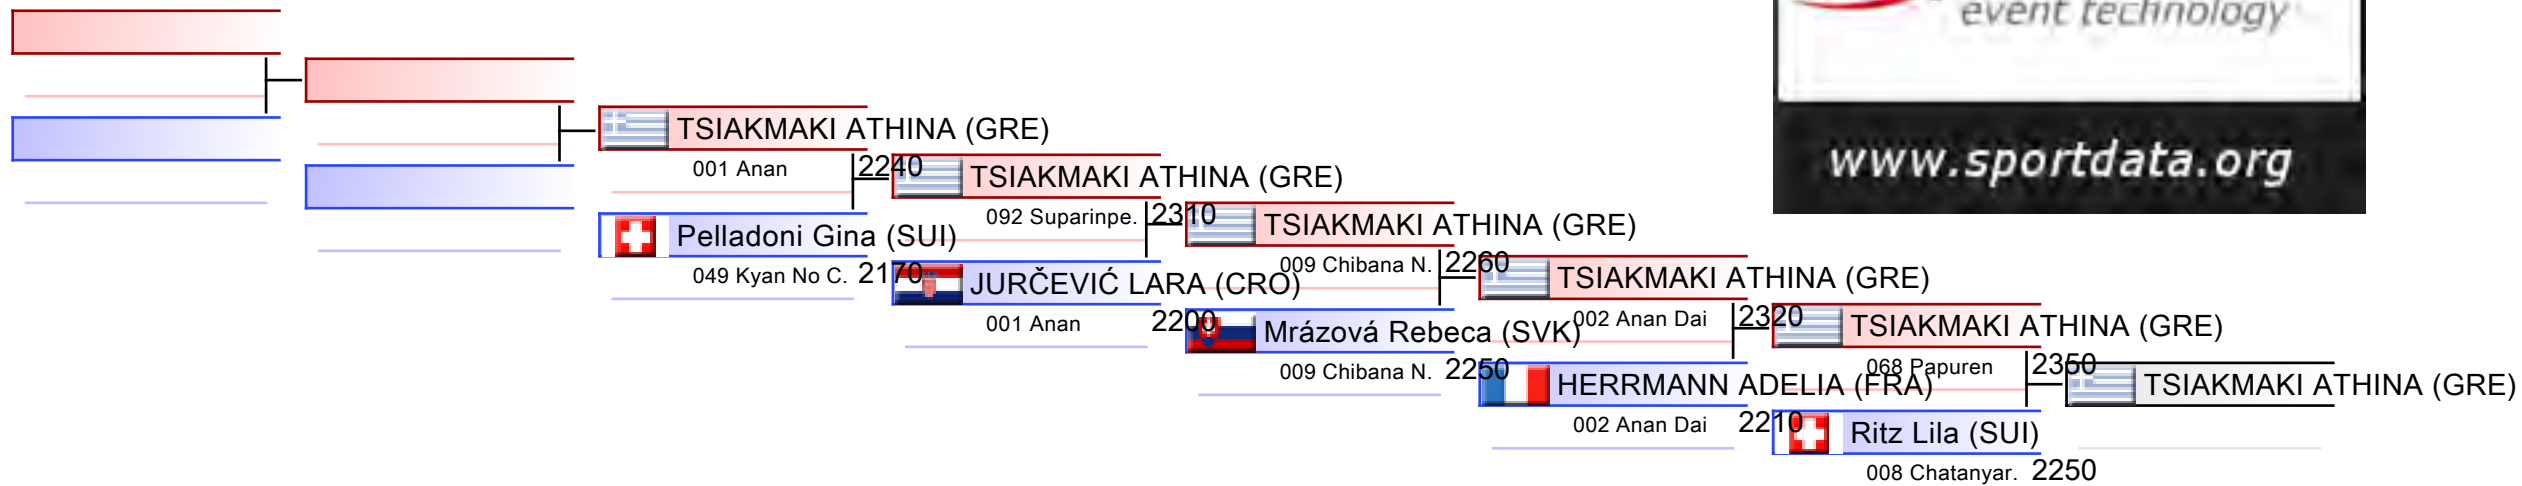 event technology
www.sportdata.org
TSIAKMAKI ATHINA (GRE)
001 Anan 2240
Pelladoni Gina (SUI)
049 Kyan No C. 2170
TSIAKMAKI ATHINA (GRE)
092 Suparinpe. 2310
JURČEVIĆ LARA (CRO)
001 Anan 2200
TSIAKMAKI ATHINA (GRE)
009 Chibana N. 2260
Mrázová Rebeca (SVK)
009 Chibana N. 2250
TSIAKMAKI ATHINA (GRE)
002 Anan Dai 2320
HERRMANN ADELIA (FRA)
002 Anan Dai 2210
TSIAKMAKI ATHINA (GRE)
068 Papuren 2350
Ritz Lila (SUI)
008 Chatanyar. 2250
TSIAKMAKI ATHINA (GRE)